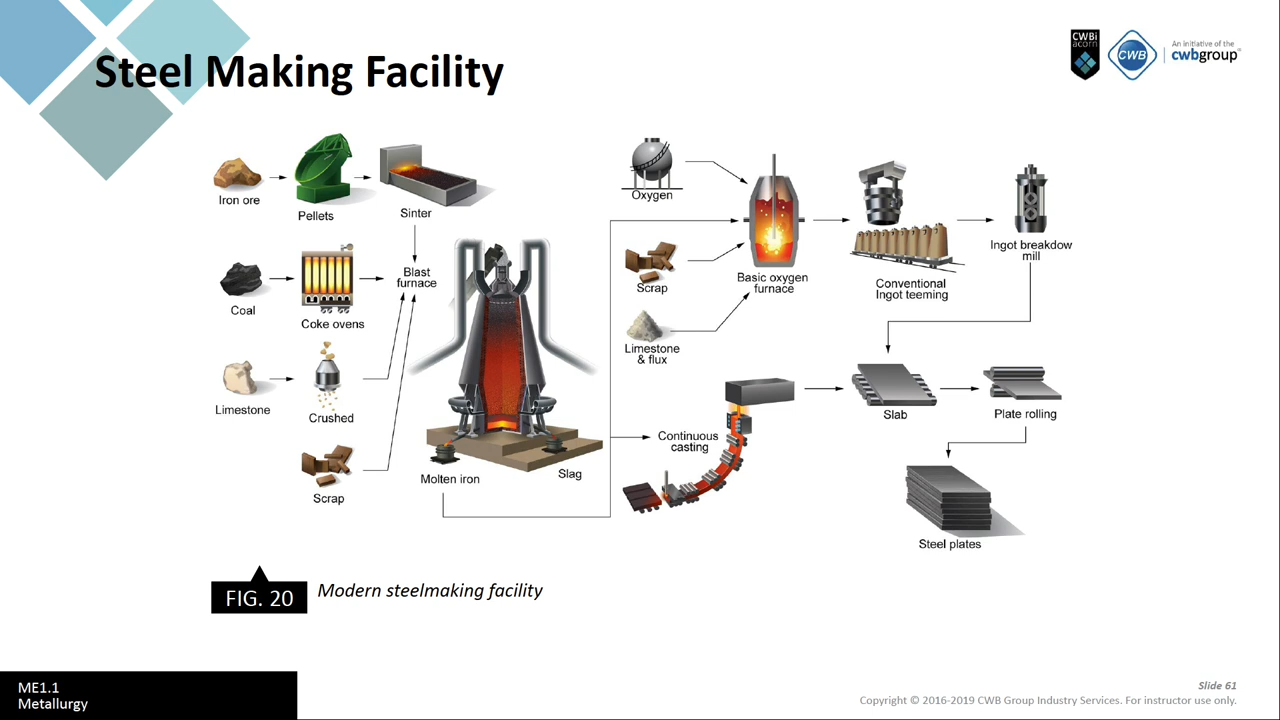 Steel Making Facility
CWBi
acorn
CWB
An initiative of the
cwbgroup
Iron ore
Pellets
Sinter
Coal
Coke ovens
Blast
furnace
Limestone
Crushed
Scrap
Molten iron
Slag
Oxygen
Scrap
Limestone
& flux
Basic oxygen
furnace
Conventional
Ingot teeming
Ingot breakdow
mill
Continuous
casting
Slab
Plate rolling
Steel plates
FIG. 20
Modern steelmaking facility
ME1.1
Metallurgy
Slide 61
Copyright © 2016-2019 CWB Group Industry Services. For instructor use only.